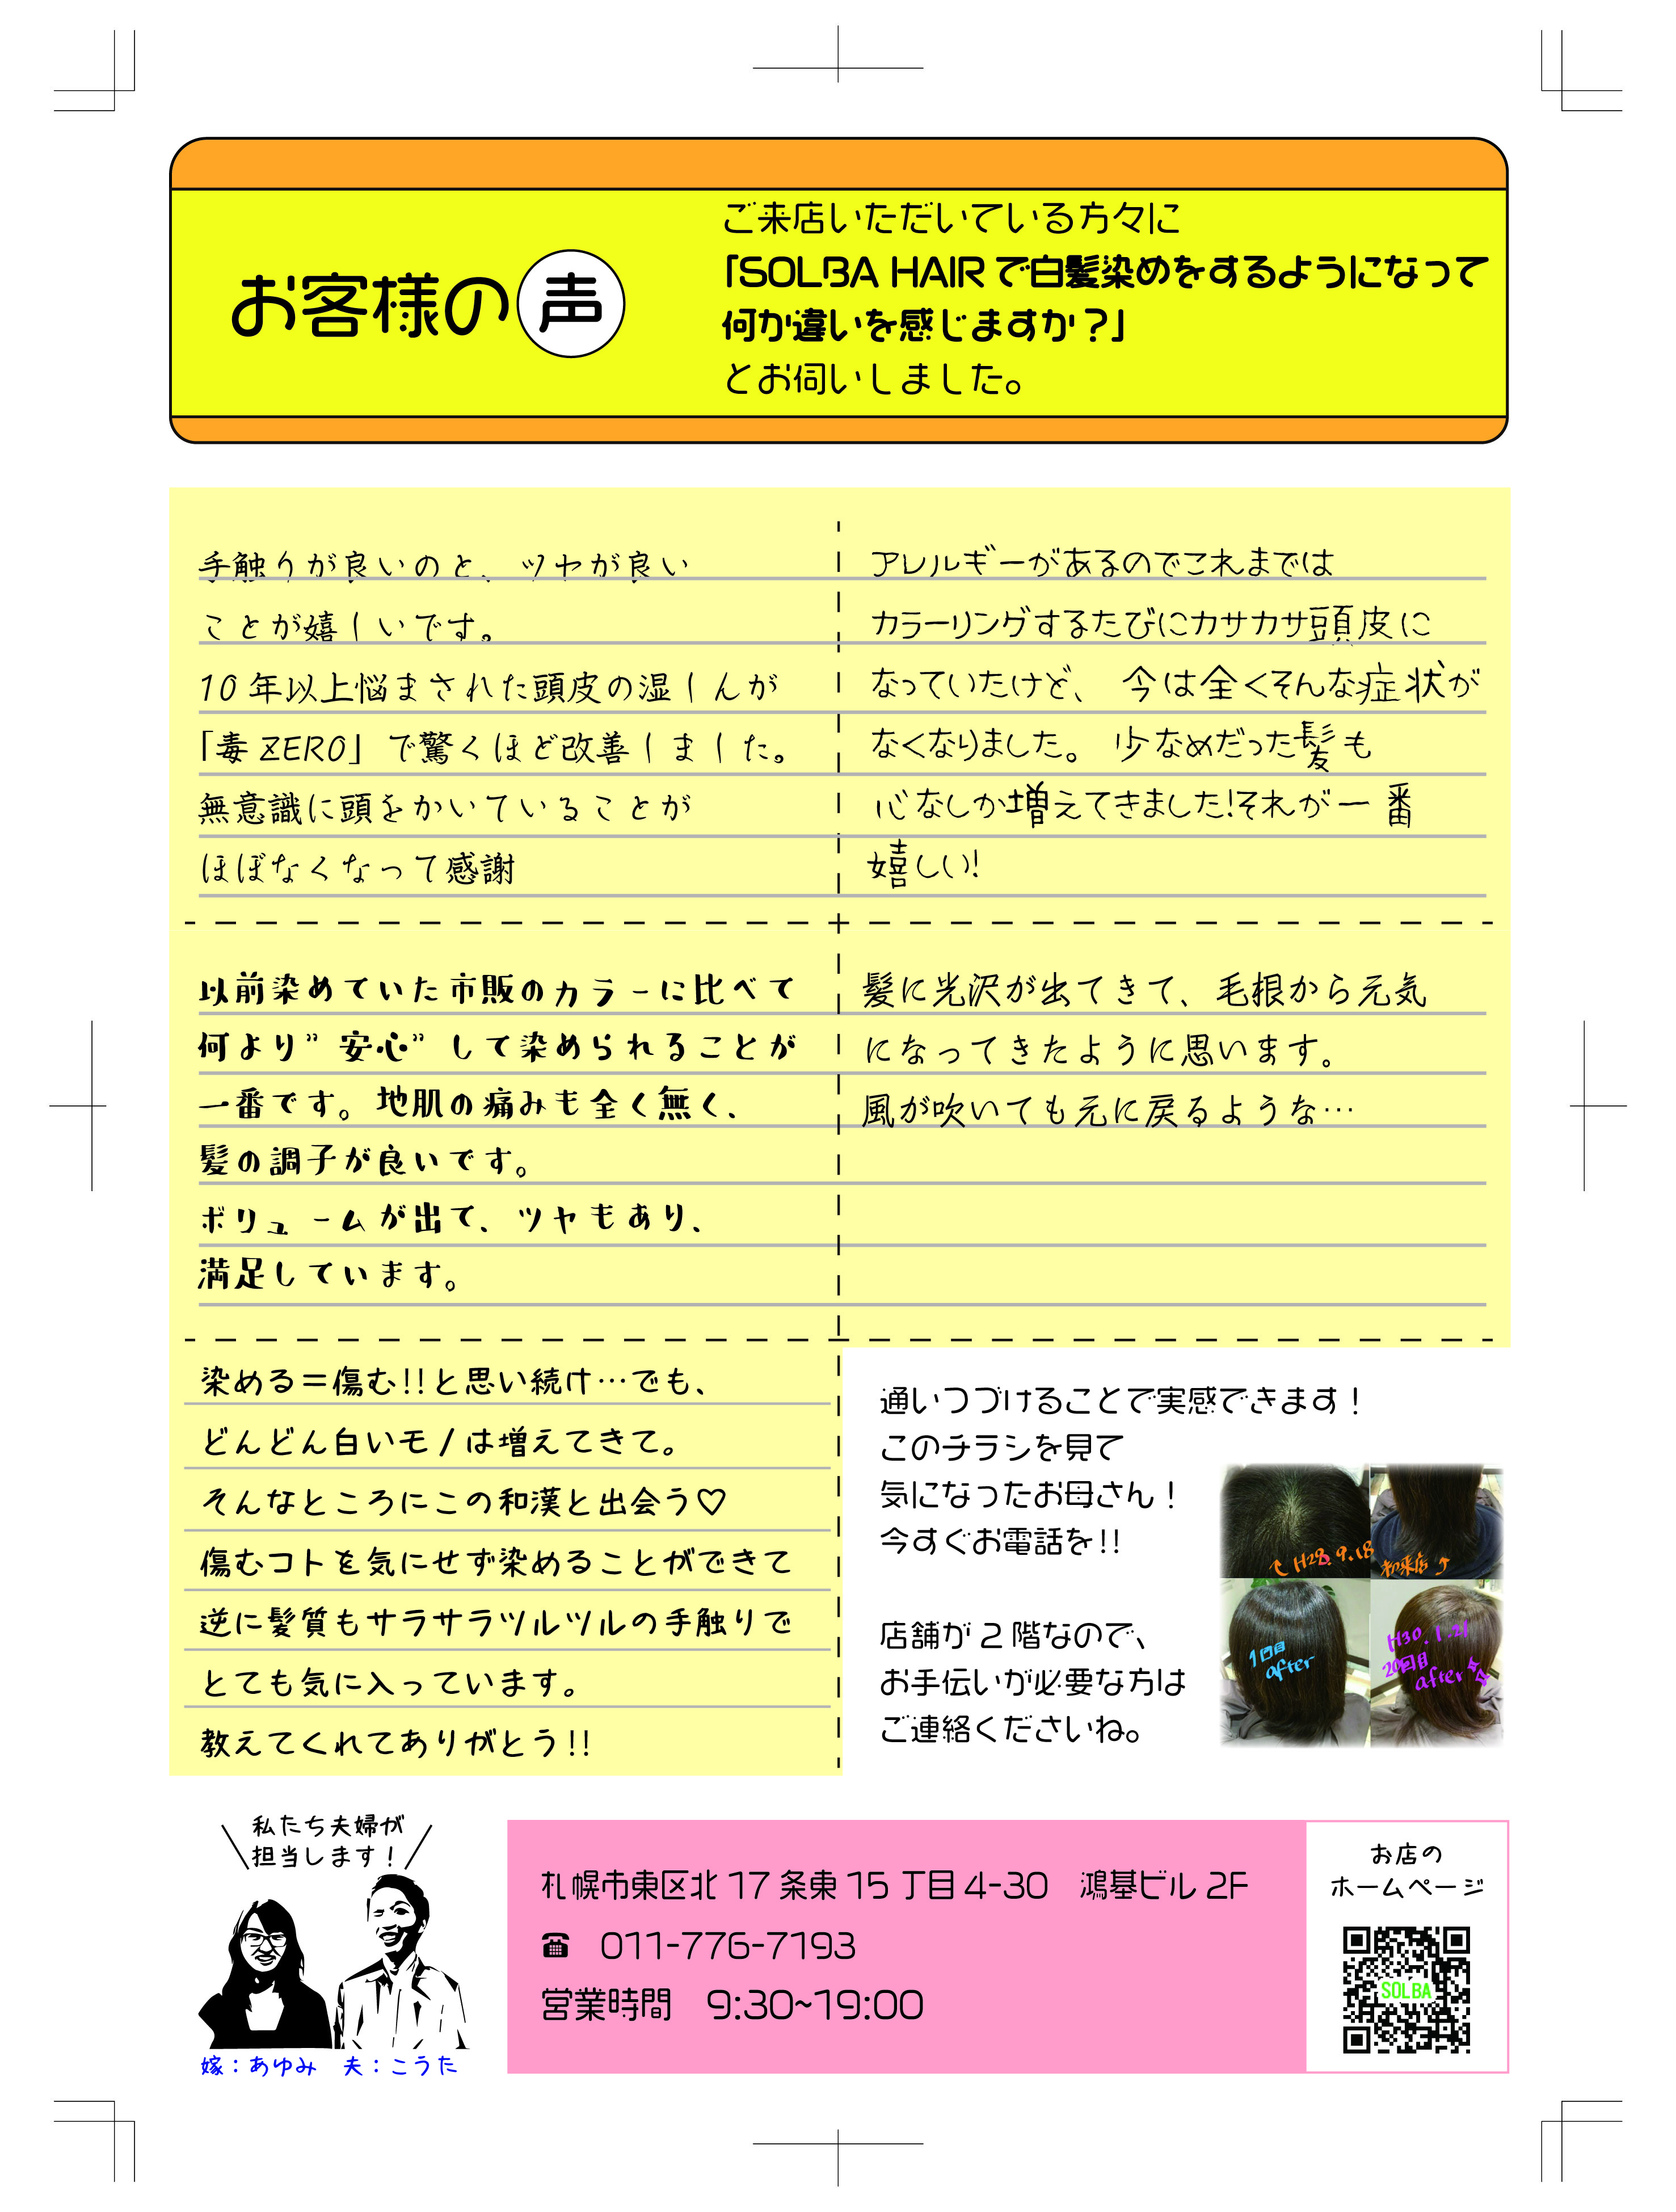 お客様の声
ご来店いただいている方々に
「SOLBA HAIRで白髪染めをするようになって
何か違いを感じますか？」
とお伺いしました。
手触りが良いのと、ツヤが良い
ことが嬉しいです。
10年以上悩まされた頭皮の湿しんが
「毒ZERO」で驚くほど改善しました。
無意識に頭をかいていることが
ほぼなくなって感謝
アレルギーがあるのでこれまでは
カラーリングするたびにカサカサ頭皮に
なっていたけど、今は全くそんな症状が
なくなりました。少なめだった髪も
心なしか増えてきました!それが一番
嬉しい!
以前染めていた市販のカラーに比べて
何より”安心”して染められることが
一番です。地肌の痛みも全く無く、
髪の調子が良いです。
ボリュームが出て、ツヤもあり、
満足しています。
髪に光沢が出てきて、毛根から元気
になってきたように思います。
風が吹いても元に戻るような…
染める＝傷む!!と思い続け…でも、
どんどん白いモノは増えてきて。
そんなところにこの和漢と出会う♡
傷むコトを気にせず染めることができて
逆に髪質もサラサラツルツルの手触りで
とても気に入っています。
教えてくれてありがとう!!
通いつづけることで実感できます！
このチラシを見て
気になったお母さん！
今すぐお電話を!!
店舗が2階なので、
お手伝いが必要な方は
ご連絡くださいね。
H28.9.18 初来店
1回目
after
H30.1.21
20回目
after
私たち夫婦が
担当します！
嫁：あゆみ　夫：こうた
札幌市東区北17条東15丁目4-30　鴻基ビル2F
☎ 011-776-7193
営業時間　9:30~19:00
お店の
ホームページ
SOLBA